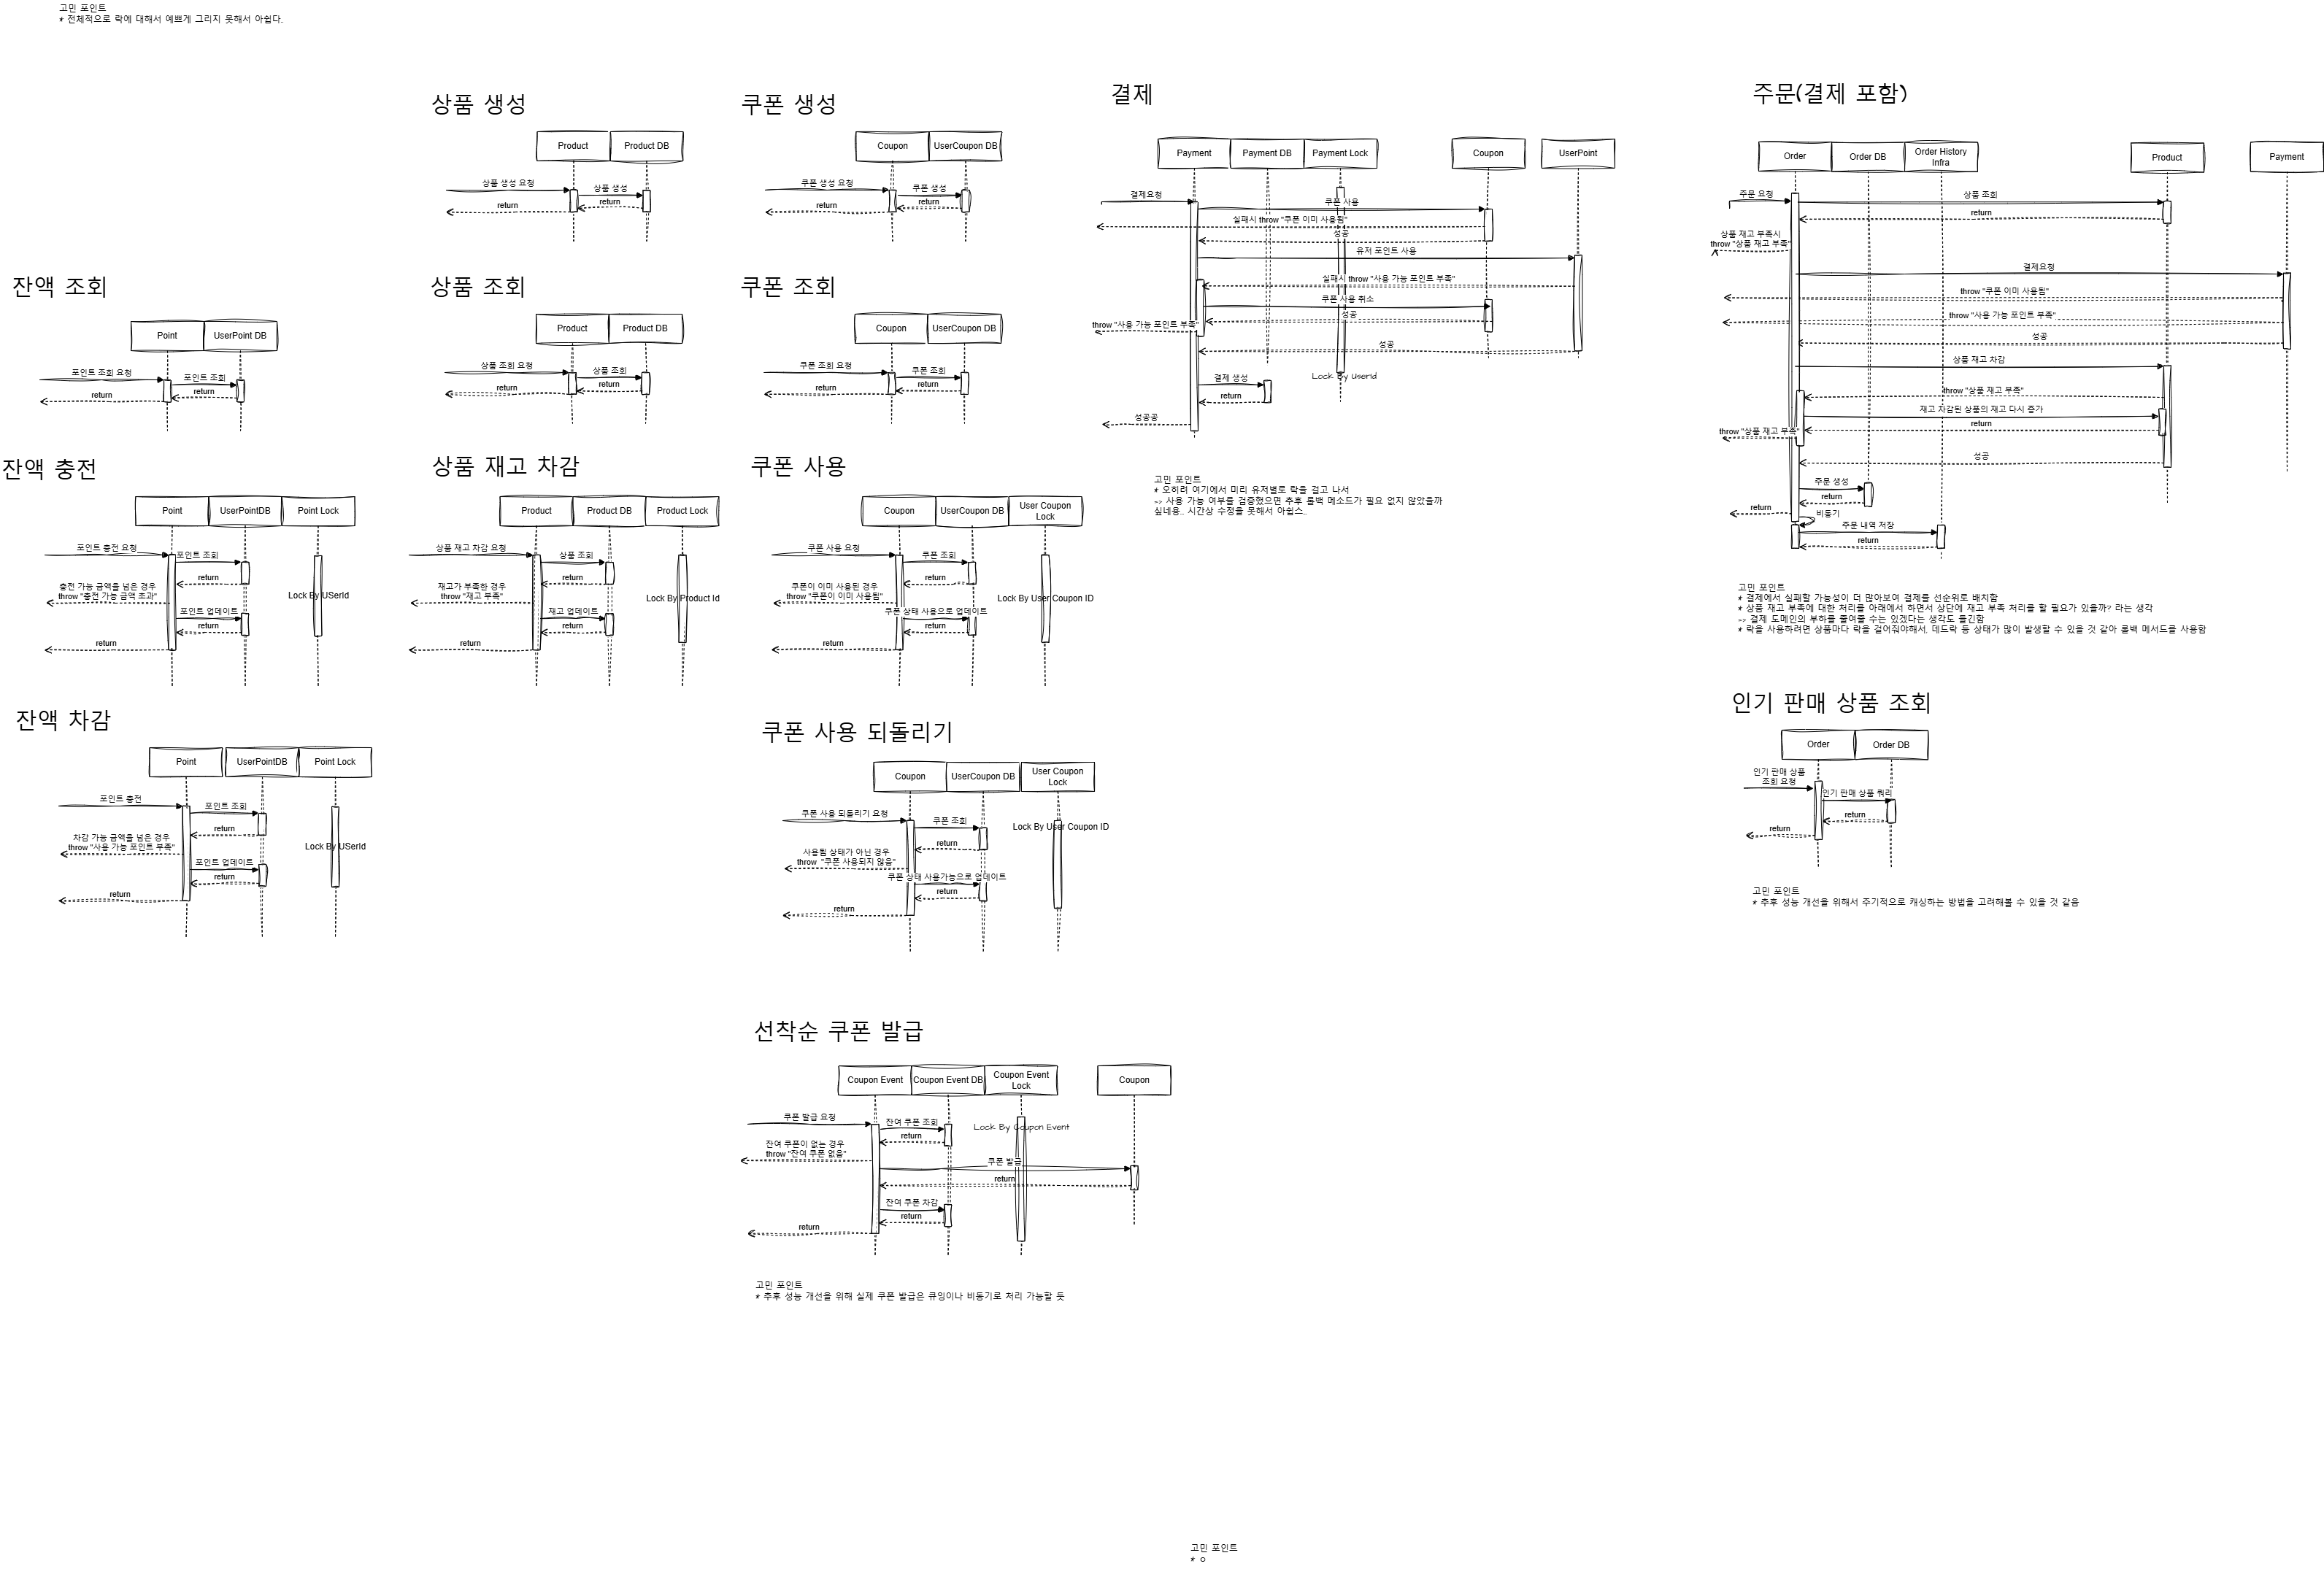 고민 포인트
* 전체적으로 락에 대해서 예쁘게 그리지 못해서 아쉽다.
상품 생성
Product
Product DB
상품 생성 요청
상품 생성
return
return
쿠폰 생성
Coupon
UserCoupon DB
쿠폰 생성 요청
쿠폰 생성
return
return
결제
Payment
Payment DB
Payment Lock
Coupon
UserPoint
결제요청
쿠폰 사용
실패시 throw "쿠폰 이미 사용됨"
성공
유저 포인트 사용
실패시 throw "사용 가능 포인트 부족"
쿠폰 사용 취소
성공
throw "사용 가능 포인트 부족"
성공
Lock By UserId
결제 생성
return
성공공
고민 포인트
* 오히려 여기에서 미리 유저별로 락을 걸고 나서
-> 사용 가능 여부를 검증했으면 추후 롤백 메소드가 필요 없지 않았을까
싶네용.. 시간상 수정을 못해서 아쉽스..
주문(결제 포함)
Order
Order DB
Order History
Infra
Product
Payment
주문 요청
상품 조회
return
상품 재고 부족시
throw "상품 재고 부족"
결제요청
throw "쿠폰 이미 사용됨"
throw "사용 가능 포인트 부족"
성공
상품 재고 차감
throw "상품 재고 부족"
재고 차감된 상품의 재고 다시 증가
return
throw "상품 재고 부족"
성공
주문 생성
return
return
비동기
주문 내역 저장
return
고민 포인트
* 결제에서 실패할 가능성이 더 많아보여 결제를 선순위로 배치함
* 상품 재고 부족에 대한 처리를 아래에서 하면서 상단에 재고 부족 처리를 할 필요가 있을까? 라는 생각
-> 결제 도메인의 부하를 줄여줄 수는 있겠다는 생각도 들긴함
* 락을 사용하려면 상품마다 락을 걸어줘야해서, 데드락 등 상태가 많이 발생할 수 있을 것 같아 롤백 메서드를 사용함
잔액 조회
Point
UserPoint DB
포인트 조회 요청
포인트 조회
return
return
상품 조회
Product
Product DB
상품 조회 요청
상품 조회
return
return
쿠폰 조회
Coupon
UserCoupon DB
쿠폰 조회 요청
쿠폰 조회
return
return
잔액 충전
Point
UserPointDB
Point Lock
포인트 충전 요청
포인트 조회
return
충전 가능 금액을 넘은 경우
throw "충전 가능 금액 초과"
Lock By USerId
포인트 업데이트
return
return
상품 재고 차감
Product
Product DB
Product Lock
상품 재고 차감 요청
상품 조회
return
재고가 부족한 경우
throw "재고 부족"
Lock By Product Id
재고 업데이트
return
return
쿠폰 사용
Coupon
UserCoupon DB
User Coupon
Lock
쿠폰 사용 요청
쿠폰 조회
return
쿠폰이 이미 사용된 경우
throw "쿠폰이 이미 사용됨"
Lock By User Coupon ID
쿠폰 상태 사용으로 업데이트
return
return
잔액 차감
Point
UserPointDB
Point Lock
포인트 충전
포인트 조회
return
차감 가능 금액을 넘은 경우
throw "사용 가능 포인트 부족"
Lock By USerId
포인트 업데이트
return
return
쿠폰 사용 되돌리기
Coupon
UserCoupon DB
User Coupon
Lock
쿠폰 사용 되돌리기 요청
쿠폰 조회
Lock By User Coupon ID
return
사용됨 상태가 아닌 경우
throw "쿠폰 사용되지 않음"
쿠폰 상태 사용가능으로 업데이트
return
return
인기 판매 상품 조회
Order
Order DB
인기 판매 상품
조회 요청
인기 판매 상품 쿼리
return
return
고민 포인트
* 추후 성능 개선을 위해서 주기적으로 캐싱하는 방법을 고려해볼 수 있을 것 같음
선착순 쿠폰 발급
Coupon Event
Coupon Event DB
Coupon Event
Lock
Coupon
쿠폰 발급 요청
잔여 쿠폰 조회
Lock By Coupon Event
return
잔여 쿠폰이 없는 경우
throw "잔여 쿠폰 없음"
쿠폰 발급
return
잔여 쿠폰 차감
return
return
고민 포인트
* 추후 성능 개선을 위해 실제 쿠폰 발급은 큐잉이나 비동기로 처리 가능할 듯
고민 포인트
* ㅇ